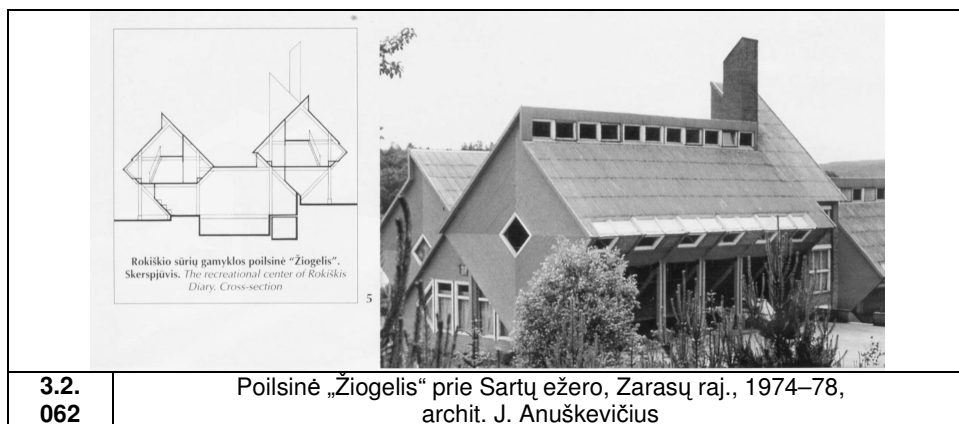 Rokiškio sūrių gamyklos poilsinė "Žiogelis".
Skerspjūvis. The recreational center of Rokiškis
Diary. Cross-section
5
3.2.
062
Poilsinė „Žiogelis“ prie Sartų ežero, Zarasų raj., 1974–78,
archit. J. Anuškevičius